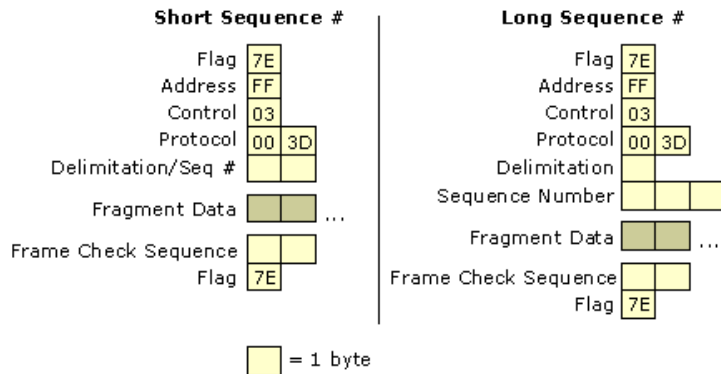 Short Sequence #
Flag 7E
Address FF
Control 03
Protocol 00 3D
Delimitation/Seq #
Fragment Data ...
Frame Check Sequence
Flag 7E
Long Sequence #
Flag 7E
Address FF
Control 03
Protocol 00 3D
Delimitation
Sequence Number
Fragment Data ...
Frame Check Sequence
Flag 7E
= 1 byte